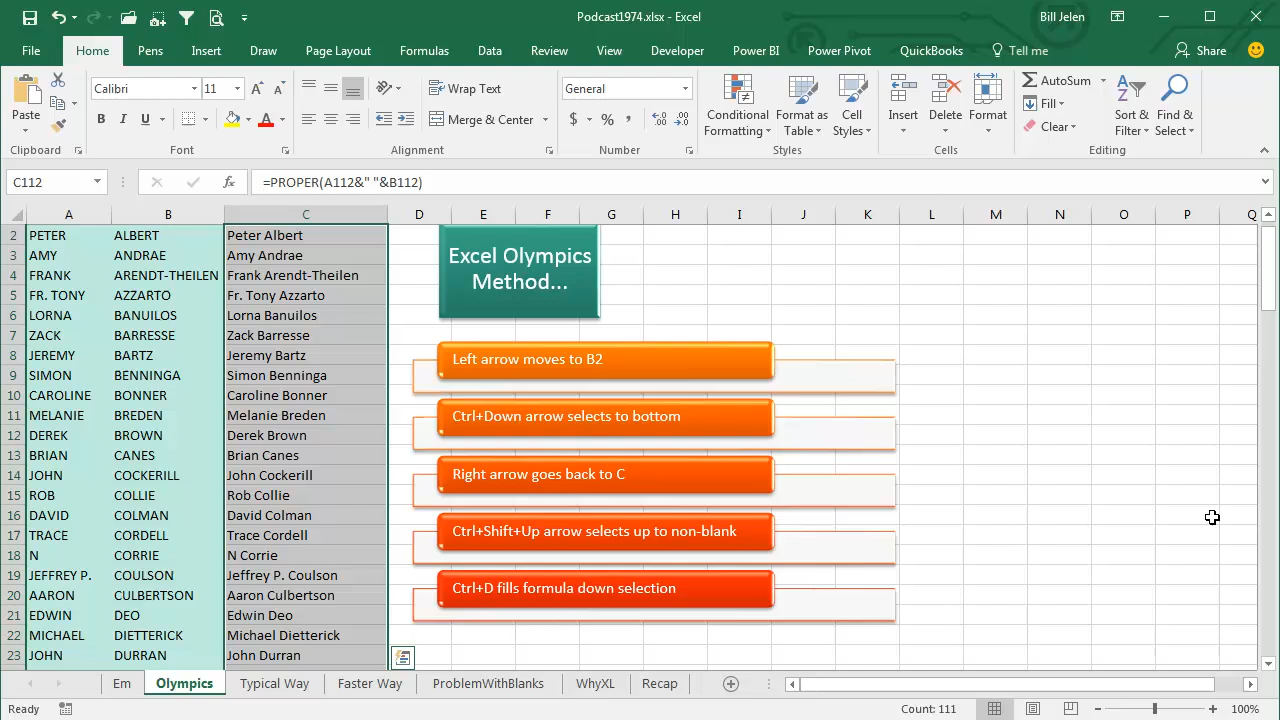 Podcast1974.xlsx - Excel
Bill Jelen
File Home Pens Insert Draw Page Layout Formulas Data Review View Developer Power BI Power Pivot QuickBooks Tell me Share
Paste
Calibri 11
B I U
Wrap Text
Merge & Center
General
$ % ,
Conditional Formatting
Format as Table
Cell Styles
Insert
Delete
Format
AutoSum
Fill
Clear
Sort & Filter
Find & Select
Clipboard Font Alignment Number Styles Cells Editing
C112 fx =PROPER(A112&" "&B112)
A B C D E F G H I J K L M N O P Q
2 PETER ALBERT Peter Albert
3 AMY ANDRAE Amy Andrae
4 FRANK ARENDT-THEILEN Frank Arendt-Theilen
5 FR. TONY AZZARTO Fr. Tony Azzarto
6 LORNA BANUILOS Lorna Banuilos
7 ZACK BARRESSE Zack Barresse
8 JEREMY BARTZ Jeremy Bartz
9 SIMON BENNINGA Simon Benninga
10 CAROLINE BONNER Caroline Bonner
11 MELANIE BREDEN Melanie Breden
12 DEREK BROWN Derek Brown
13 BRIAN CANES Brian Canes
14 JOHN COCKERILL John Cockerill
15 ROB COLLIE Rob Collie
16 DAVID COLMAN David Colman
17 TRACE CORDELL Trace Cordell
18 N CORRIE N Corrie
19 JEFFREY P. COULSON Jeffrey P. Coulson
20 AARON CULBERTSON Aaron Culbertson
21 EDWIN DEO Edwin Deo
22 MICHAEL DIETTERICK Michael Dietterick
23 JOHN DURRAN John Durran
Excel Olympics
Method...
Left arrow moves to B2
Ctrl+Down arrow selects to bottom
Right arrow goes back to C
Ctrl+Shift+Up arrow selects up to non-blank
Ctrl+D fills formula down selection
Em Olympics Typical Way Faster Way ProblemWithBlanks WhyXL Recap
Ready Count: 111 100%